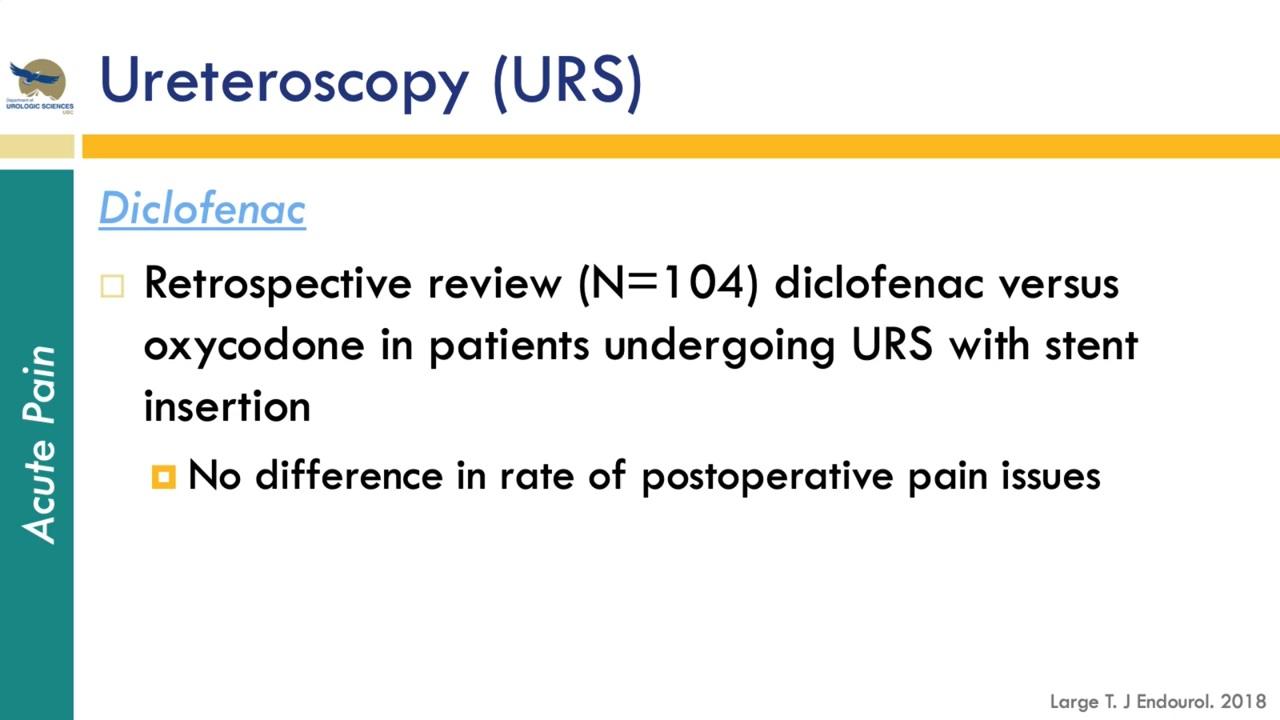 Department of
UROLOGIC SCIENCES
UBC
Ureteroscopy (URS)
Acute Pain
Diclofenac
Retrospective review (N=104) diclofenac versus
oxycodone in patients undergoing URS with stent
insertion
No difference in rate of postoperative pain issues
Large T. J Endourol. 2018